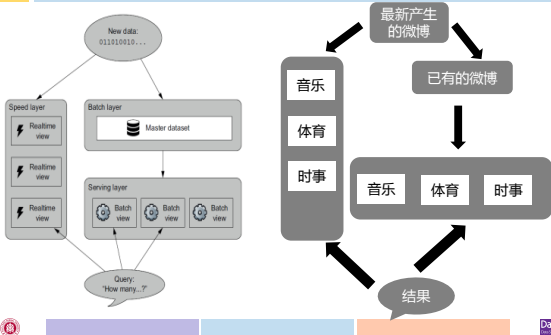 New data:
011010010...
Speed layer
Realtime
view
Realtime
view
Realtime
view
Batch layer
Master dataset
Serving layer
Batch
view
Batch
view
Batch
view
Query:
"How many...?"
最新产生
的微博
音乐
体育
时事
已有的微博
音乐
体育
时事
结果
Da